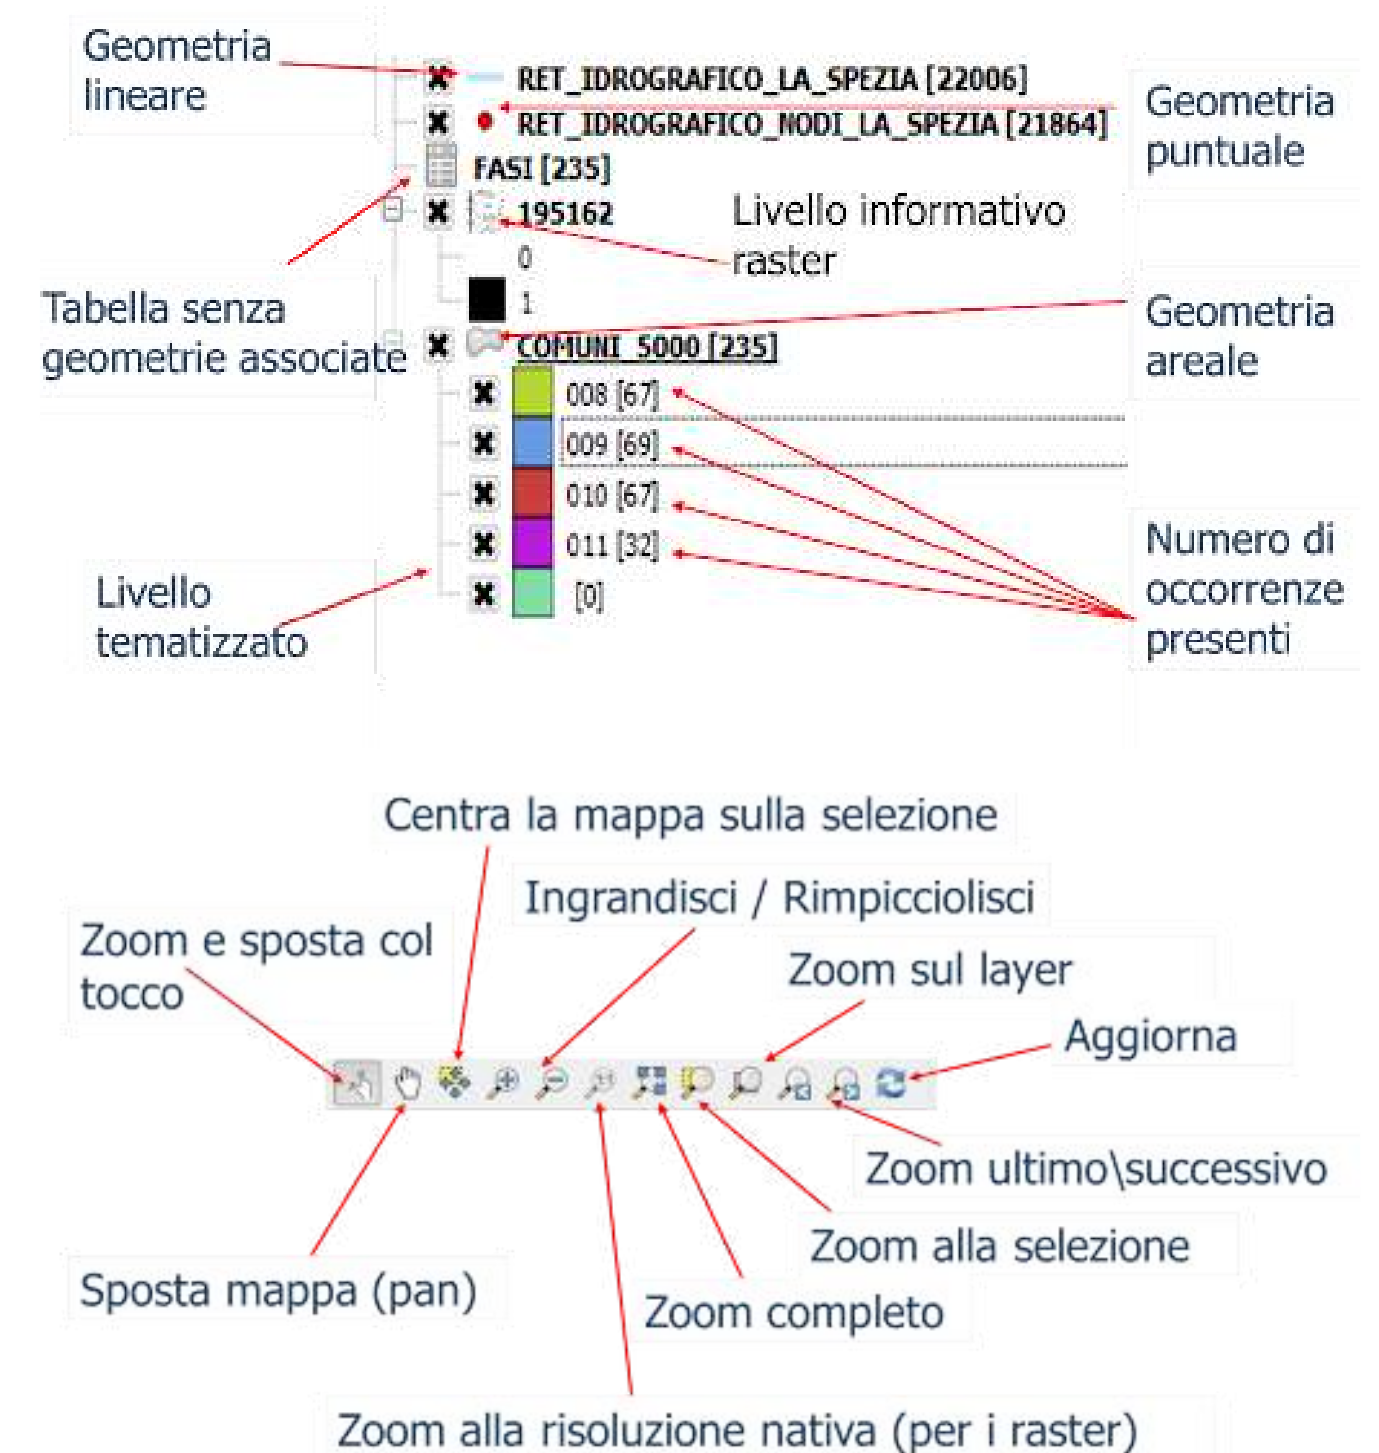 Geometria
lineare
RET_IDROGRAFICO_LA_SPEZIA [22006]
RET_IDROGRAFICO_NODI_LA_SPEZIA [21864]
Geometria
puntuale
FASI [235]
195162
Livello informativo
raster
0
1
Tabella senza
geometrie associate
COMUNI_5000 [235]
Geometria
areale
008 [67]
009 [69]
010 [67]
011 [32]
[0]
Numero di
occorrenze
presenti
Livello
tematizzato
Centra la mappa sulla selezione
Ingrandisci / Rimpicciolisci
Zoom e sposta col
tocco
Zoom sul layer
Aggiorna
1:1
Zoom ultimo\successivo
Zoom alla selezione
Sposta mappa (pan)
Zoom completo
Zoom alla risoluzione nativa (per i raster)